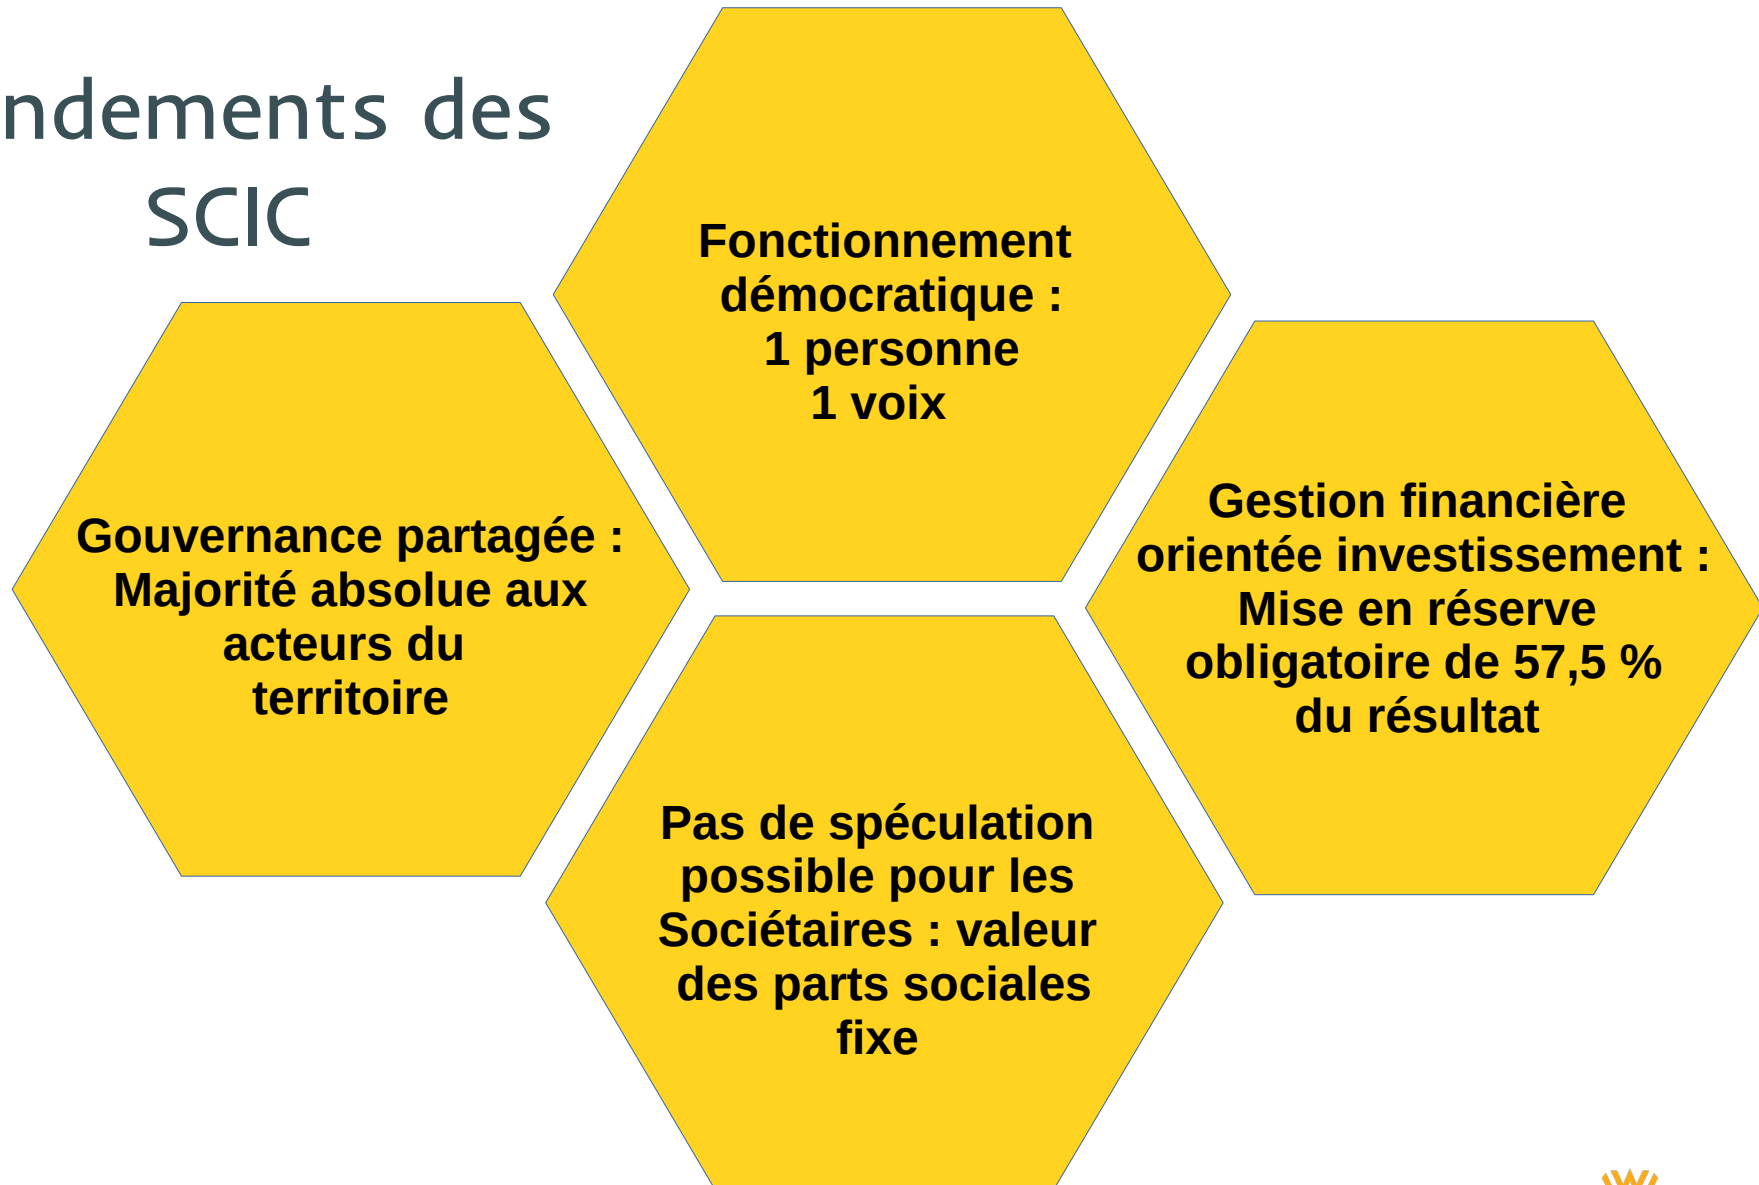 ndements des
SCIC
Fonctionnement
démocratique :
1 personne
1 voix
Gouvernance partagée :
Majorité absolue aux
acteurs du
territoire
Gestion financière
orientée investissement :
Mise en réserve
obligatoire de 57,5 %
du résultat
Pas de spéculation
possible pour les
Sociétaires : valeur
des parts sociales
fixe